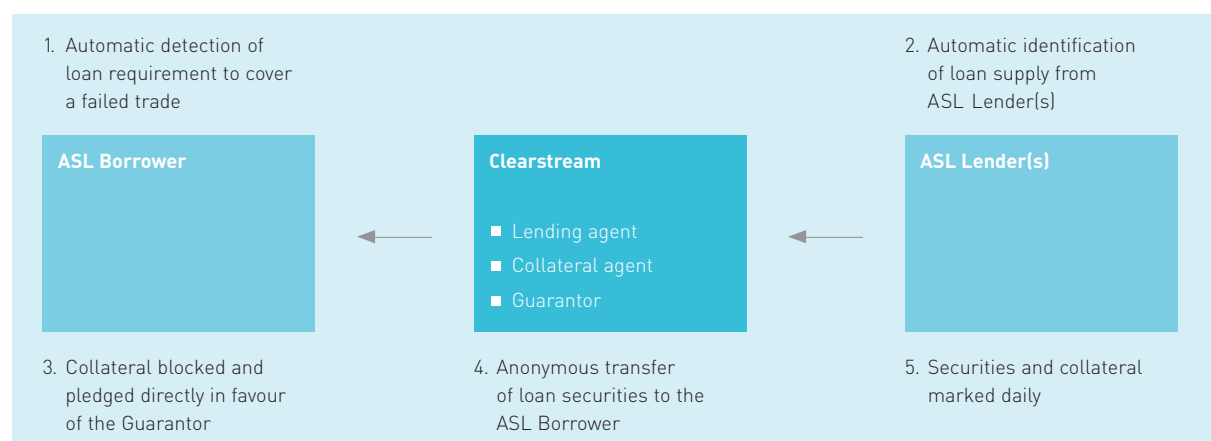 1. Automatic detection of
loan requirement to cover
a failed trade
2. Automatic identification
of loan supply from
ASL Lender(s)
ASL Borrower
Clearstream
Lending agent
Collateral agent
Guarantor
ASL Lender(s)
3. Collateral blocked and
pledged directly in favour
of the Guarantor
4. Anonymous transfer
of loan securities to the
ASL Borrower
5. Securities and collateral
marked daily